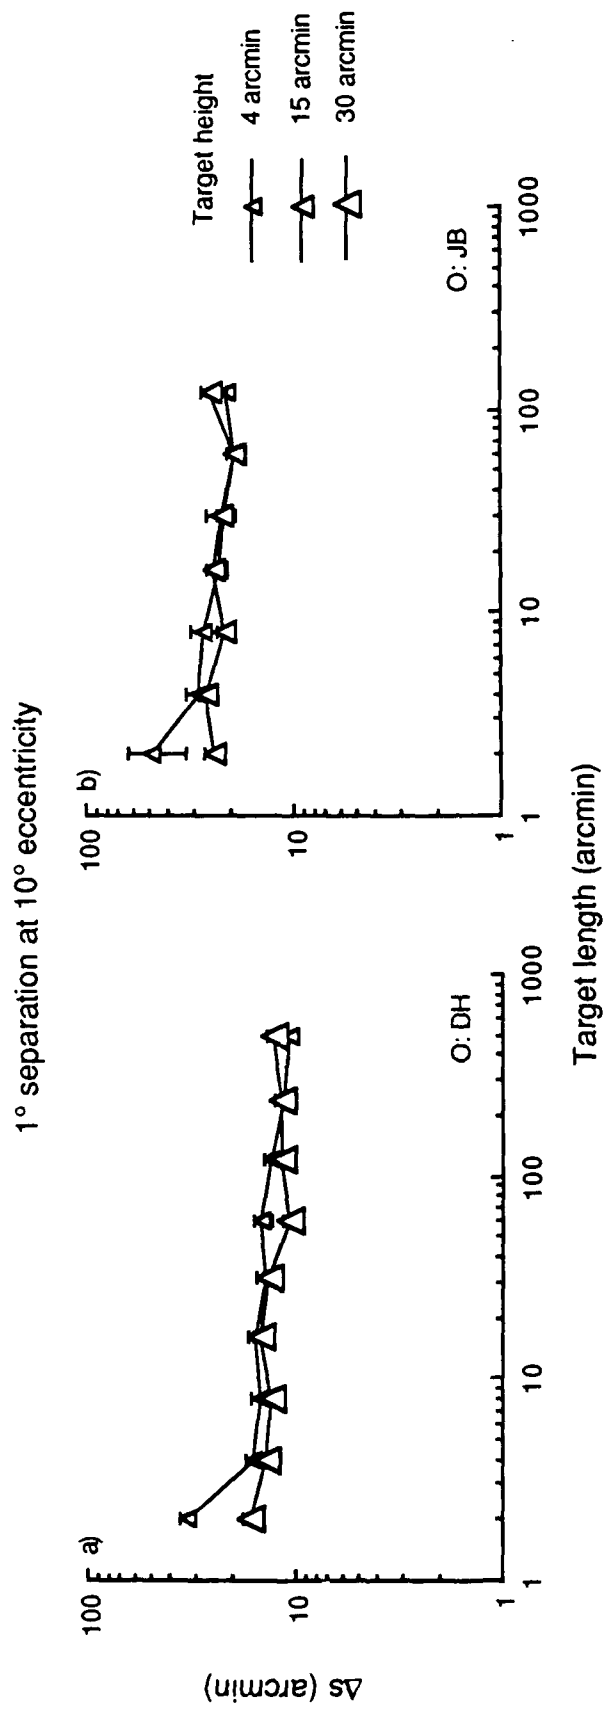 1° separation at 10° eccentricity
a)
100
10
1
Δs (arcmin)
1
10
100
1000
O: DH
b)
100
10
1
1
10
100
1000
O: JB
Target height
4 arcmin
15 arcmin
30 arcmin
Target length (arcmin)